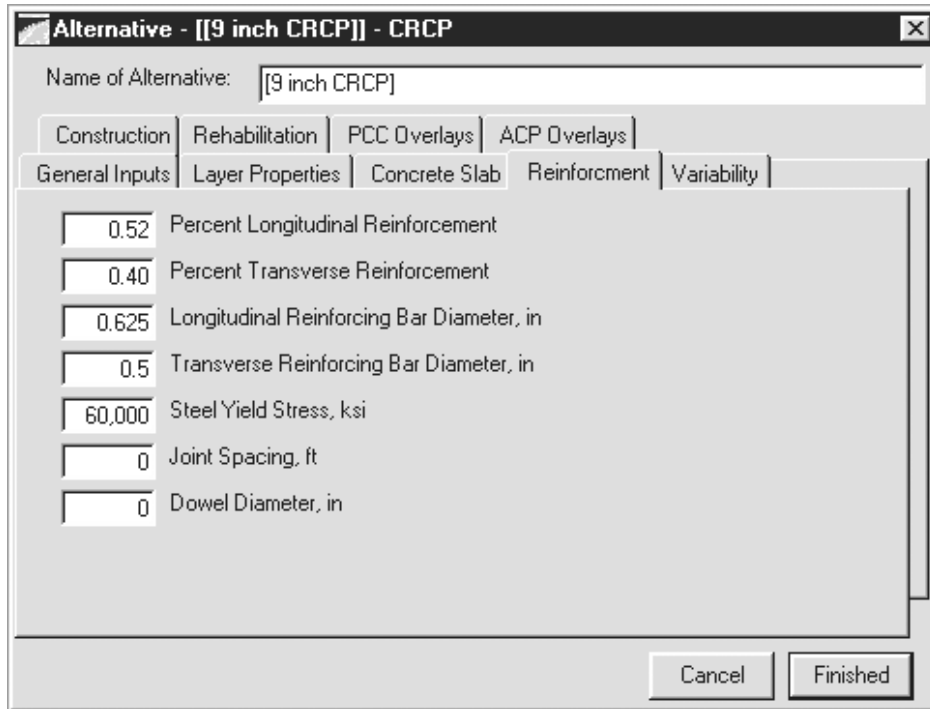 Alternative - [[9 inch CRCP]] - CRCP
Name of Alternative: [9 inch CRCP]
Construction Rehabilitation PCC Overlays ACP Overlays
General Inputs Layer Properties Concrete Slab Reinforcment Variability
0.52 Percent Longitudinal Reinforcement
0.40 Percent Transverse Reinforcement
0.625 Longitudinal Reinforcing Bar Diameter, in
0.5 Transverse Reinforcing Bar Diameter, in
60,000 Steel Yield Stress, ksi
0 Joint Spacing, ft
0 Dowel Diameter, in
Cancel Finished